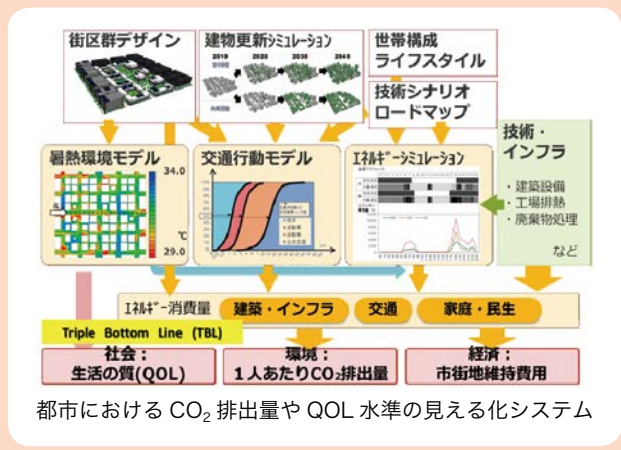 街区群デザイン
建物更新シミュレーション
2010 2020 2030 2040
世帯構成
ライフスタイル
技術シナリオ
ロードマップ
技術・
インフラ
・建築設備
・工場排熱
・廃棄物処理
など
暑熱環境モデル
34.0
℃
29.0
交通行動モデル
エネルギーシミュレーション
エネルギー消費量
建築・インフラ
交通
家庭・民生
Triple Bottom Line (TBL)
社会：
生活の質(QOL)
環境：
１人あたりCO₂排出量
経済：
市街地維持費用
都市における CO₂ 排出量や QOL 水準の見える化システム